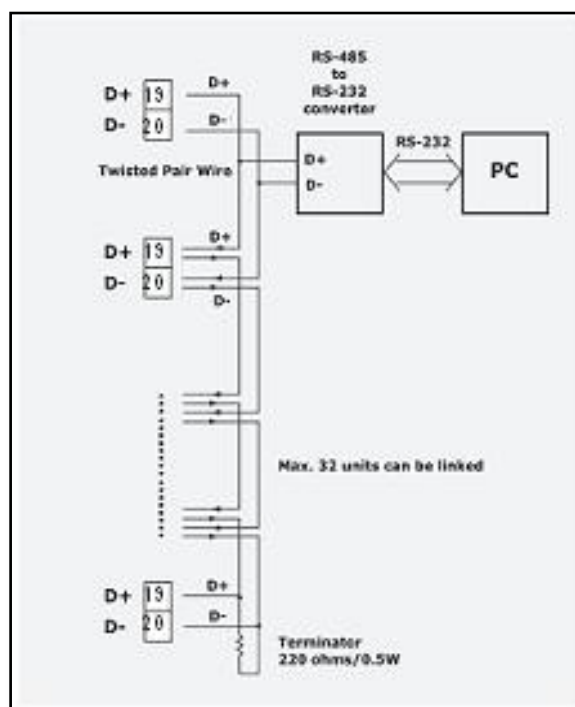 RS-485
to
RS-232
converter
D+ 19 D+
D- 20 D-
D+
D-
RS-232
PC
Twisted Pair Wire
D+ 19 D+
D- 20
D-
Max. 32 units can be linked
D+ 19 D+
D- 20 D-
Terminator
220 ohms/0.5W